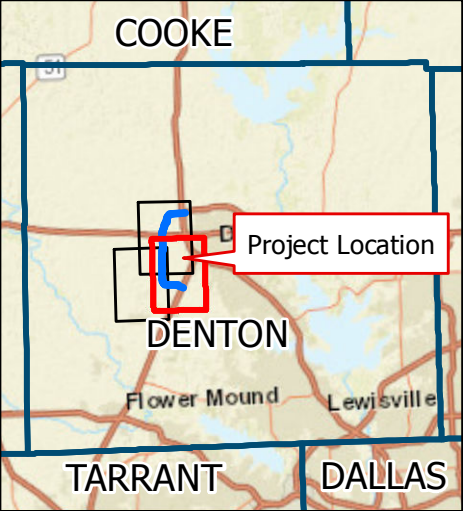 COOKE
51
D
Project Location
DENTON
Flower Mound
Lewisville
TARRANT
DALLAS